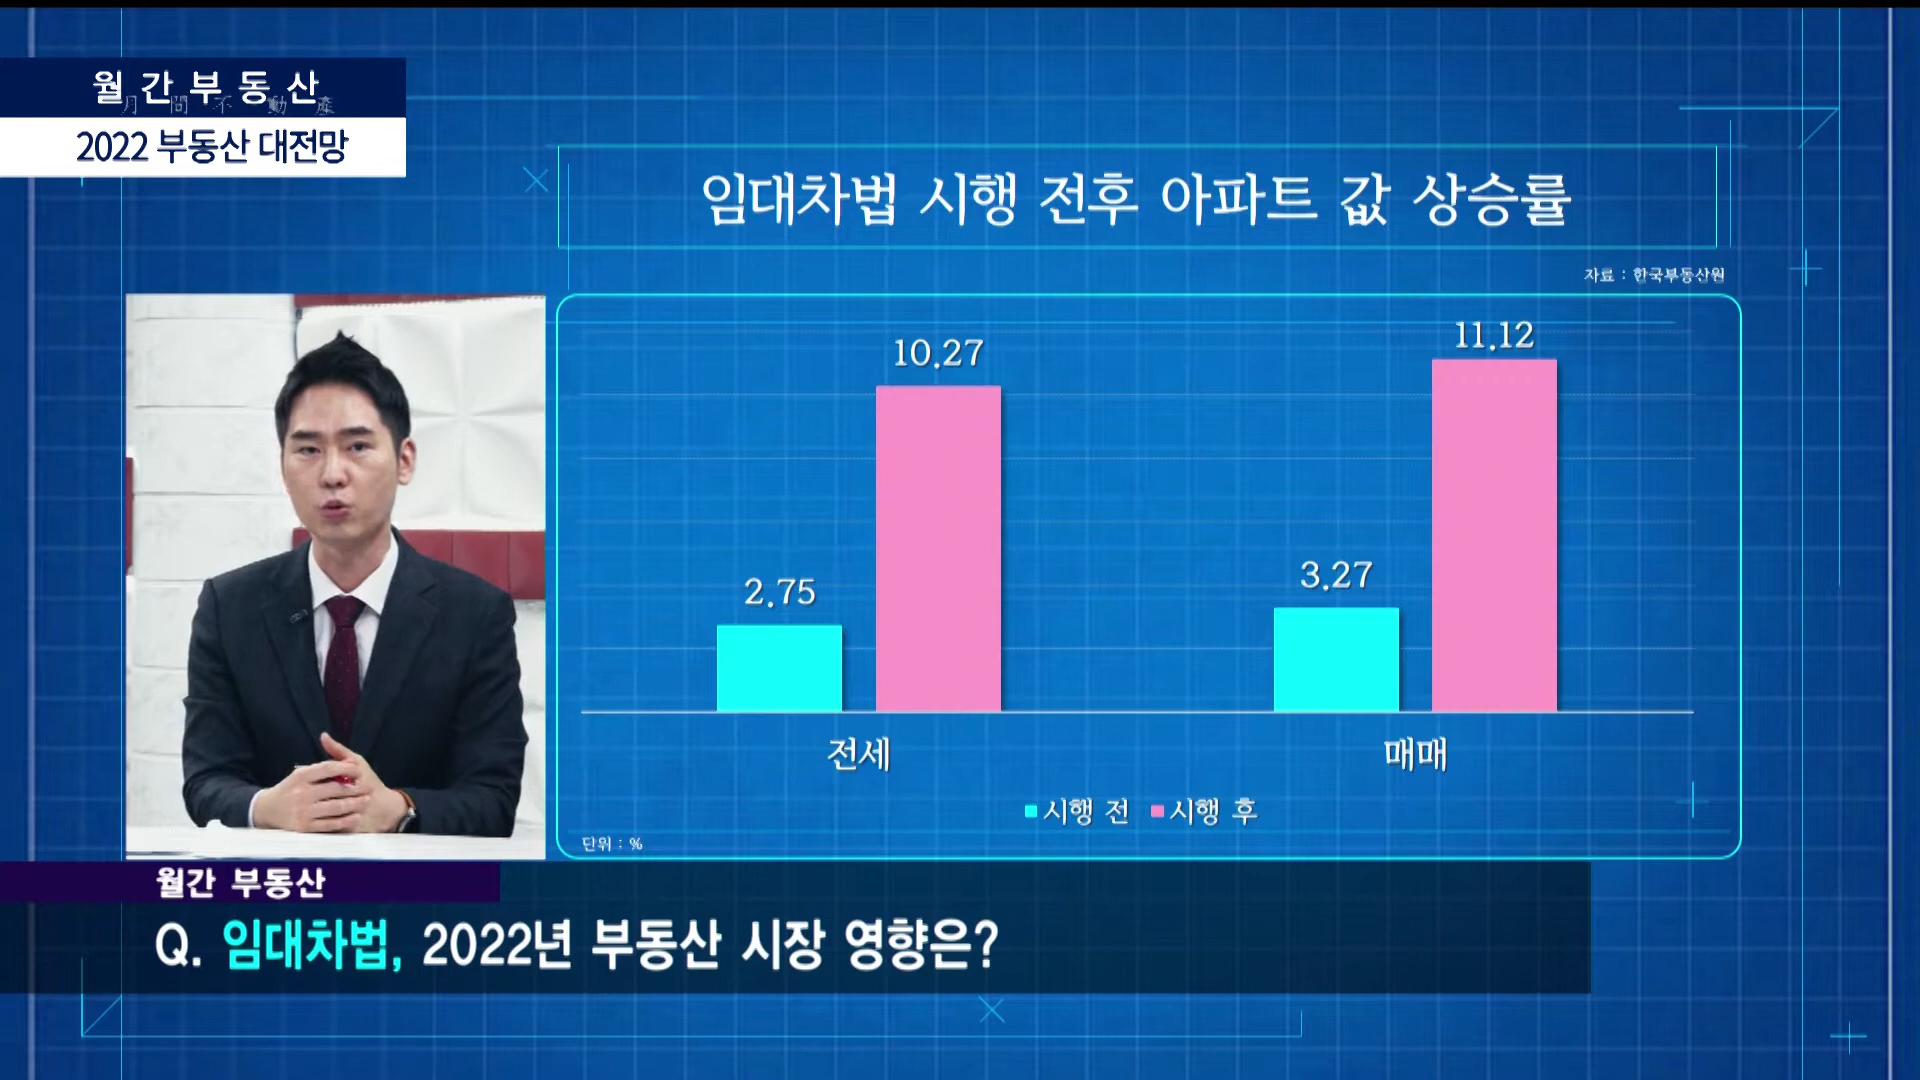 월간부동산
月間不動産
2022 부동산 대전망
임대차법 시행 전후 아파트 값 상승률
자료 : 한국부동산원
10.27
11.12
2.75
3.27
전세
매매
시행 전
시행 후
단위 : %
월간 부동산
Q. 임대차법, 2022년 부동산 시장 영향은?